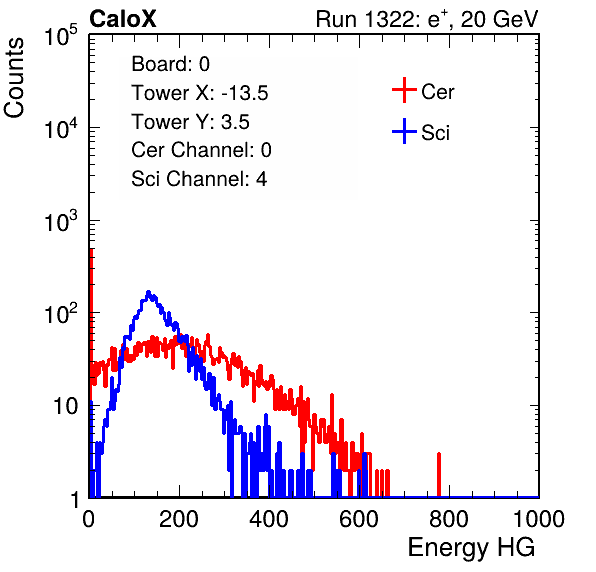 CaloX Run 1322: e⁺, 20 GeV
Counts
Board: 0
Tower X: -13.5
Tower Y: 3.5
Cer Channel: 0
Sci Channel: 4
Cer
Sci
10⁵
10⁴
10³
10²
10
1
0 200 400 600 800 1000
Energy HG